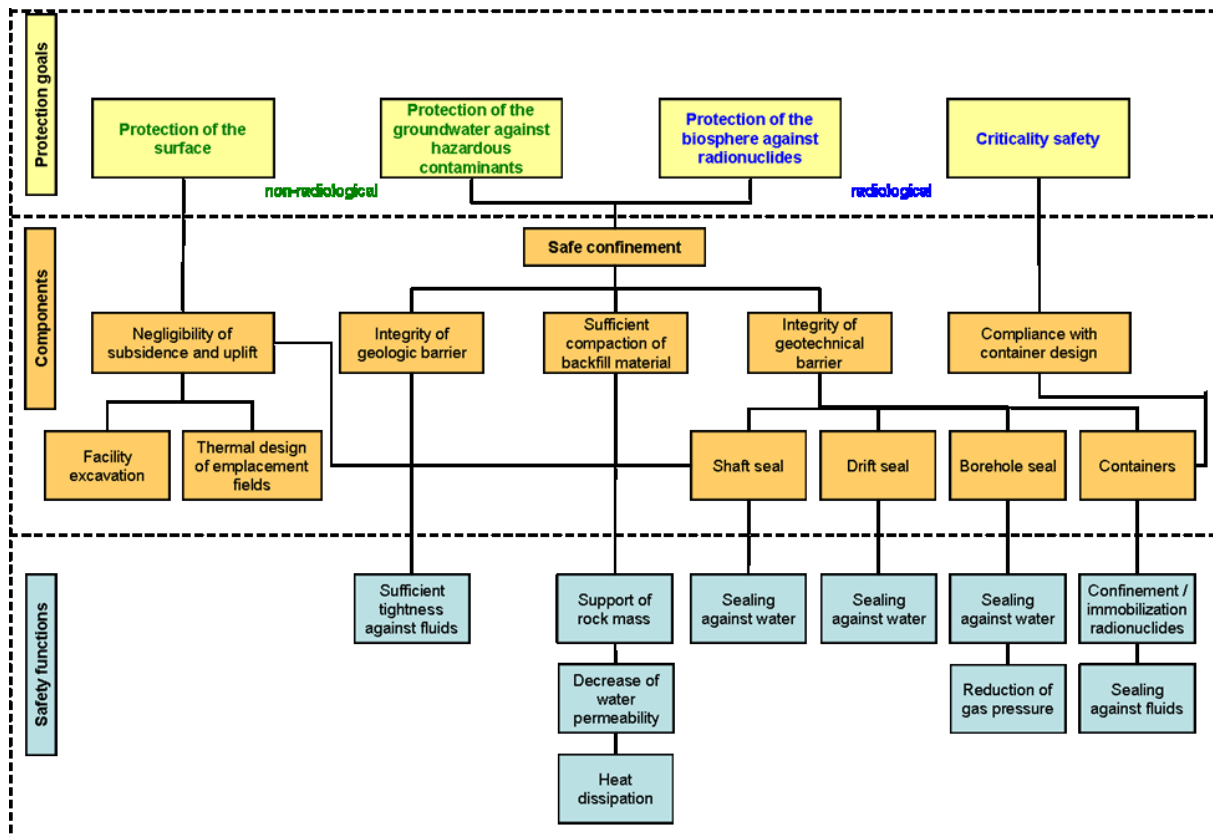 Protection goals
Protection of the
surface
Protection of the
groundwater against
hazardous
contaminants
Protection of the
biosphere against
radionuclides
Criticality safety
non-radiological
radiological
Components
Safe confinement
Negligibility of
subsidence and uplift
Integrity of
geologic barrier
Sufficient
compaction of
backfill material
Integrity of
geotechnical
barrier
Compliance with
container design
Facility
excavation
Thermal design
of emplacement
fields
Shaft seal
Drift seal
Borehole seal
Containers
Safety functions
Sufficient
tightness
against fluids
Support of
rock mass
Sealing
against water
Sealing
against water
Sealing
against water
Confinement /
immobilization
radionuclides
Decrease of
water
permeability
Reduction of
gas pressure
Sealing
against fluids
Heat
dissipation